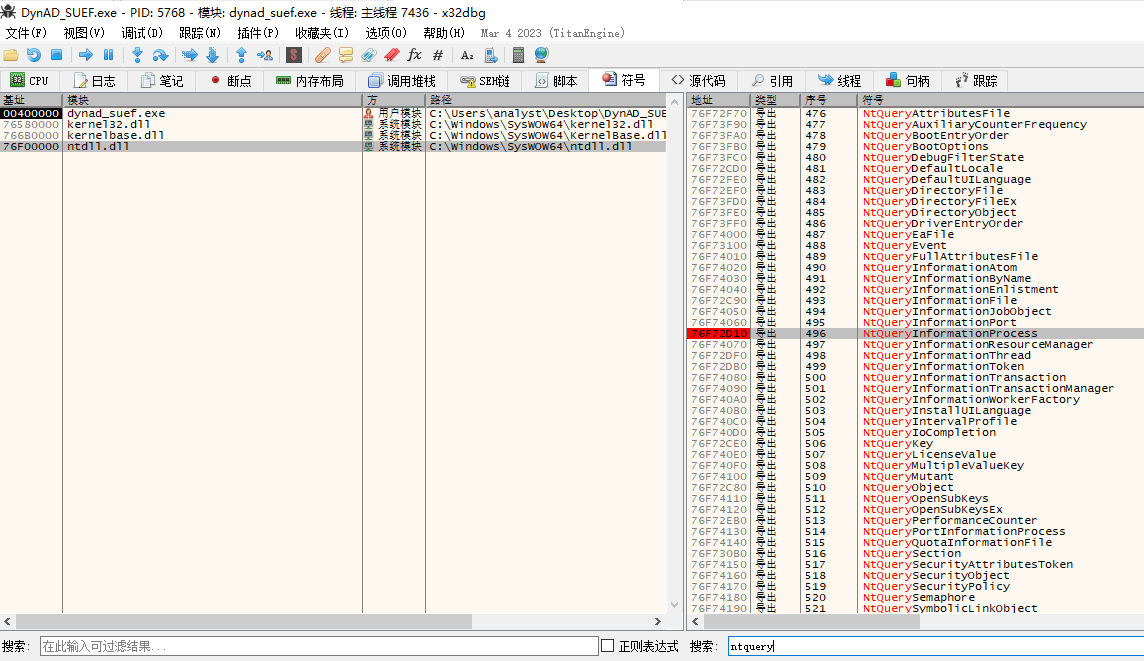 DynAD_SUEF.exe - PID: 5768 - 模块: dynad_suef.exe - 线程: 主线程 7436 - x32dbg
文件(F) 视图(V) 调试(D) 跟踪(N) 插件(P) 收藏夹(I) 选项(O) 帮助(H) Mar 4 2023 (TitanEngine)
CPU 日志 笔记 断点 内存布局 调用堆栈 SEH链 脚本 符号 源代码 引用 线程 句柄 跟踪
基址 模块 方 路径
00400000 dynad_suef.exe 用户模块 C:\Users\analyst\Desktop\DynAD_SUE
76580000 kernel32.dll 系统模块 C:\Windows\SysWOW64\kernel32.dll
766B0000 kernelbase.dll 系统模块 C:\Windows\SysWOW64\KernelBase.dll
76F00000 ntdll.dll 系统模块 C:\Windows\SysWOW64\ntdll.dll
地址 类型 序号 符号
76F72F70 导出 476 NtQueryAttributesFile
76F73F90 导出 477 NtQueryAuxiliaryCounterFrequency
76F73FA0 导出 478 NtQueryBootEntryOrder
76F73FB0 导出 479 NtQueryBootOptions
76F73FC0 导出 480 NtQueryDebugFilterState
76F72CD0 导出 481 NtQueryDefaultLocale
76F72FE0 导出 482 NtQueryDefaultUILanguage
76F72EF0 导出 483 NtQueryDirectoryFile
76F73FD0 导出 484 NtQueryDirectoryFileEx
76F73FE0 导出 485 NtQueryDirectoryObject
76F73FF0 导出 486 NtQueryDriverEntryOrder
76F74000 导出 487 NtQueryEaFile
76F73100 导出 488 NtQueryEvent
76F74010 导出 489 NtQueryFullAttributesFile
76F74020 导出 490 NtQueryInformationAtom
76F74030 导出 491 NtQueryInformationByName
76F74040 导出 492 NtQueryInformationEnlistment
76F72C90 导出 493 NtQueryInformationFile
76F74050 导出 494 NtQueryInformationJobObject
76F74060 导出 495 NtQueryInformationPort
76F72D10 导出 496 NtQueryInformationProcess
76F74070 导出 497 NtQueryInformationResourceManager
76F72DF0 导出 498 NtQueryInformationThread
76F72DB0 导出 499 NtQueryInformationToken
76F74080 导出 500 NtQueryInformationTransaction
76F74090 导出 501 NtQueryInformationTransactionManager
76F740A0 导出 502 NtQueryInformationWorkerFactory
76F740B0 导出 503 NtQueryInstallUILanguage
76F740C0 导出 504 NtQueryIntervalProfile
76F740D0 导出 505 NtQueryIoCompletion
76F72CE0 导出 506 NtQueryKey
76F740E0 导出 507 NtQueryLicenseValue
76F740F0 导出 508 NtQueryMultipleValueKey
76F74100 导出 509 NtQueryMutant
76F72C80 导出 510 NtQueryObject
76F74110 导出 511 NtQueryOpenSubKeys
76F74120 导出 512 NtQueryOpenSubKeysEx
76F72EB0 导出 513 NtQueryPerformanceCounter
76F74130 导出 514 NtQueryPortInformationProcess
76F74140 导出 515 NtQueryQuotaInformationFile
76F730B0 导出 516 NtQuerySection
76F74150 导出 517 NtQuerySecurityAttributesToken
76F74160 导出 518 NtQuerySecurityObject
76F74170 导出 519 NtQuerySecurityPolicy
76F74180 导出 520 NtQuerySemaphore
76F74190 导出 521 NtQuerySymbolicLinkObject
搜索: 在此输入可过滤结果... 正则表达式 搜索: ntquery